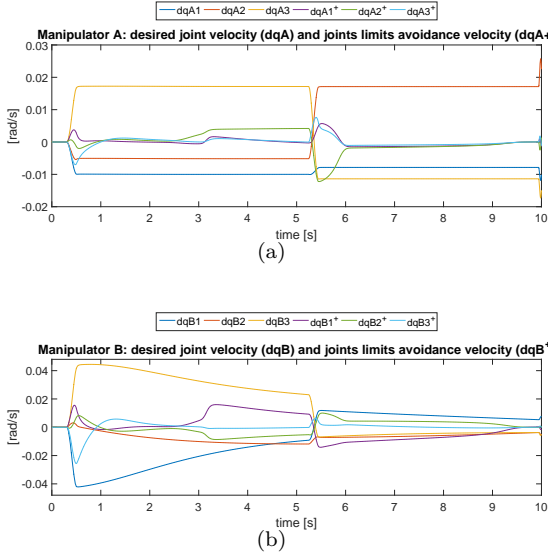 dqA1 dqA2 dqA3 dqA1+ dqA2+ dqA3+
Manipulator A: desired joint velocity (dqA) and joints limits avoidance velocity (dqA+
0.03
0.02
0.01
0
-0.01
-0.02
[rad/s]
0 1 2 3 4 5 6 7 8 9 10
time [s]
(a)
dqB1 dqB2 dqB3 dqB1+ dqB2+ dqB3+
Manipulator B: desired joint velocity (dqB) and joints limits avoidance velocity (dqB+
0.04
0.02
0
-0.02
-0.04
[rad/s]
0 1 2 3 4 5 6 7 8 9 10
time [s]
(b)